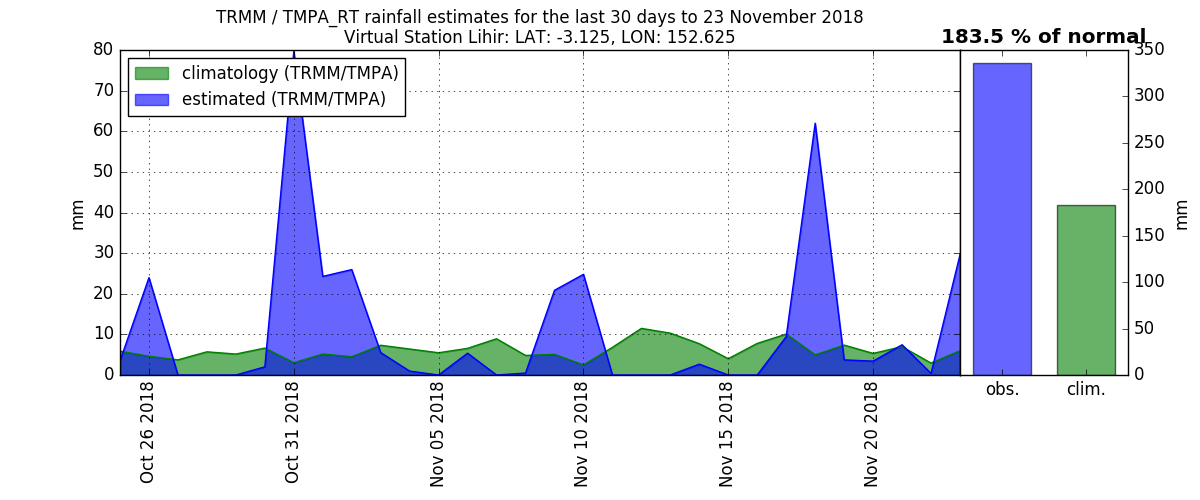 TRMM / TMPA_RT rainfall estimates for the last 30 days to 23 November 2018
Virtual Station Lihir: LAT: -3.125, LON: 152.625
183.5 % of normal
climatology (TRMM/TMPA)
estimated (TRMM/TMPA)
mm
80
70
60
50
40
30
20
10
0
Oct 26 2018
Oct 31 2018
Nov 05 2018
Nov 10 2018
Nov 15 2018
Nov 20 2018
350
300
250
200
150
100
50
0
mm
obs.
clim.